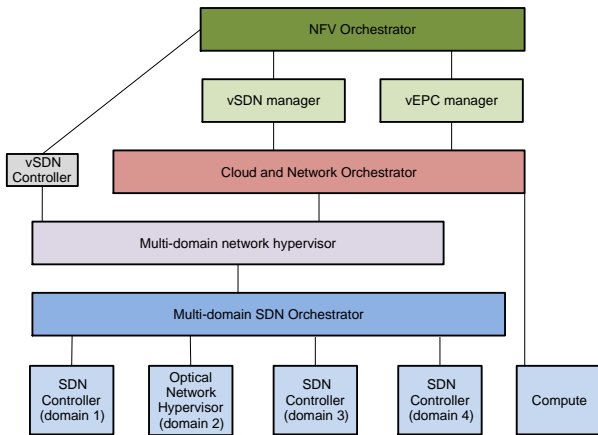 NFV Orchestrator
vSDN manager
vEPC manager
vSDN
Controller
Cloud and Network Orchestrator
Multi-domain network hypervisor
Multi-domain SDN Orchestrator
SDN
Controller
(domain 1)
Optical
Network
Hypervisor
(domain 2)
SDN
Controller
(domain 3)
SDN
Controller
(domain 4)
Compute